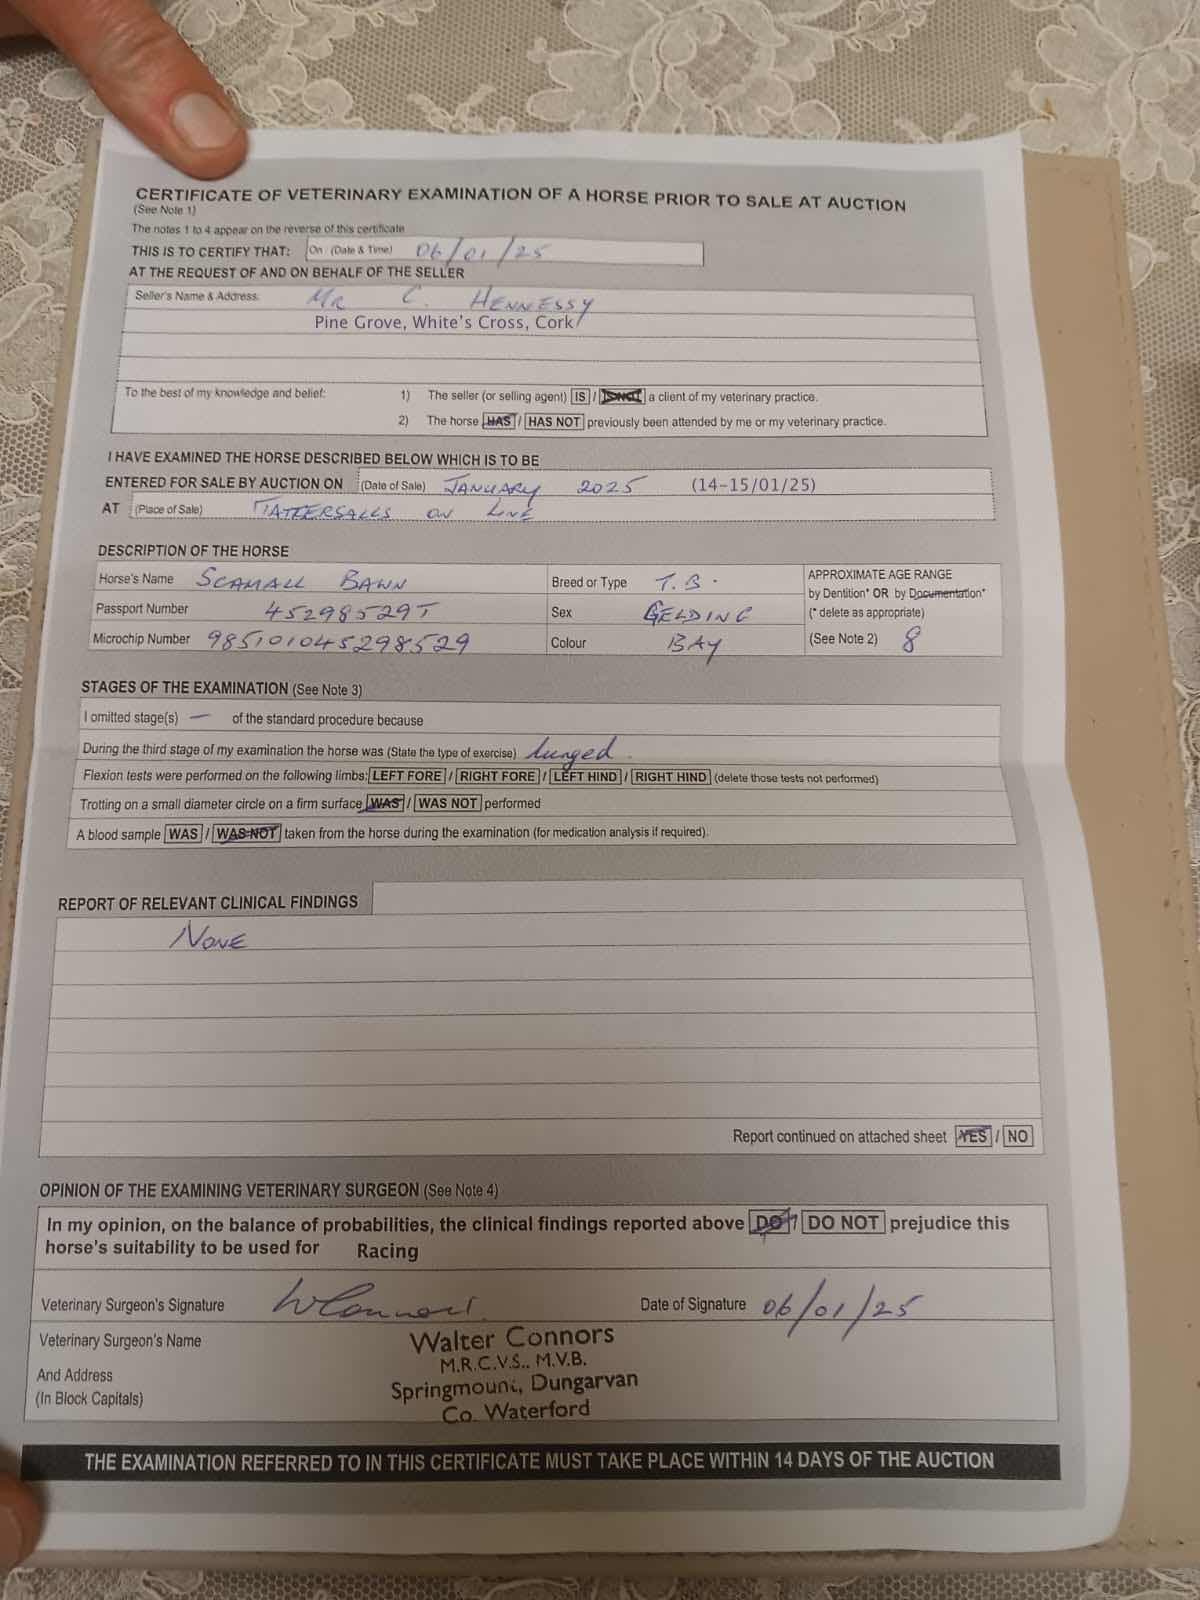 CERTIFICATE OF VETERINARY EXAMINATION OF A HORSE PRIOR TO SALE AT AUCTION
(See Note 1)
The notes 1 to 4 appear on the reverse of this certificate
THIS IS TO CERTIFY THAT: On (Date & Time) 06/01/25
AT THE REQUEST OF AND ON BEHALF OF THE SELLER
Seller's Name & Address: MR C. HENNESSY
Pine Grove, White's Cross, Cork
To the best of my knowledge and belief: 1) The seller (or selling agent) IS / IS NOT a client of my veterinary practice.
2) The horse HAS / HAS NOT previously been attended by me or my veterinary practice.
I HAVE EXAMINED THE HORSE DESCRIBED BELOW WHICH IS TO BE
ENTERED FOR SALE BY AUCTION ON (Date of Sale) JANUARY 2025 (14-15/01/25)
AT (Place of Sale) TATTERSALLS ON LINE
DESCRIPTION OF THE HORSE
Horse's Name SCAMALL BAWN Breed or Type T.B. APPROXIMATE AGE RANGE
by Dentition* OR by Documentation*
Passport Number 45298529T Sex GELDING (* delete as appropriate)
Microchip Number 985101045298529 Colour BAY (See Note 2) 8
STAGES OF THE EXAMINATION (See Note 3)
I omitted stage(s) — of the standard procedure because
During the third stage of my examination the horse was (State the type of exercise) lunged.
Flexion tests were performed on the following limbs: LEFT FORE / RIGHT FORE / LEFT HIND / RIGHT HIND (delete those tests not performed)
Trotting on a small diameter circle on a firm surface WAS / WAS NOT performed
A blood sample WAS / WAS NOT taken from the horse during the examination (for medication analysis if required).
REPORT OF RELEVANT CLINICAL FINDINGS
NONE
Report continued on attached sheet YES / NO
OPINION OF THE EXAMINING VETERINARY SURGEON (See Note 4)
In my opinion, on the balance of probabilities, the clinical findings reported above DO / DO NOT prejudice this
horse's suitability to be used for Racing
Veterinary Surgeon's Signature WConnors Date of Signature 06/01/25
Veterinary Surgeon's Name Walter Connors
M.R.C.V.S., M.V.B.
And Address Springmount, Dungarvan
(In Block Capitals) Co. Waterford
THE EXAMINATION REFERRED TO IN THIS CERTIFICATE MUST TAKE PLACE WITHIN 14 DAYS OF THE AUCTION